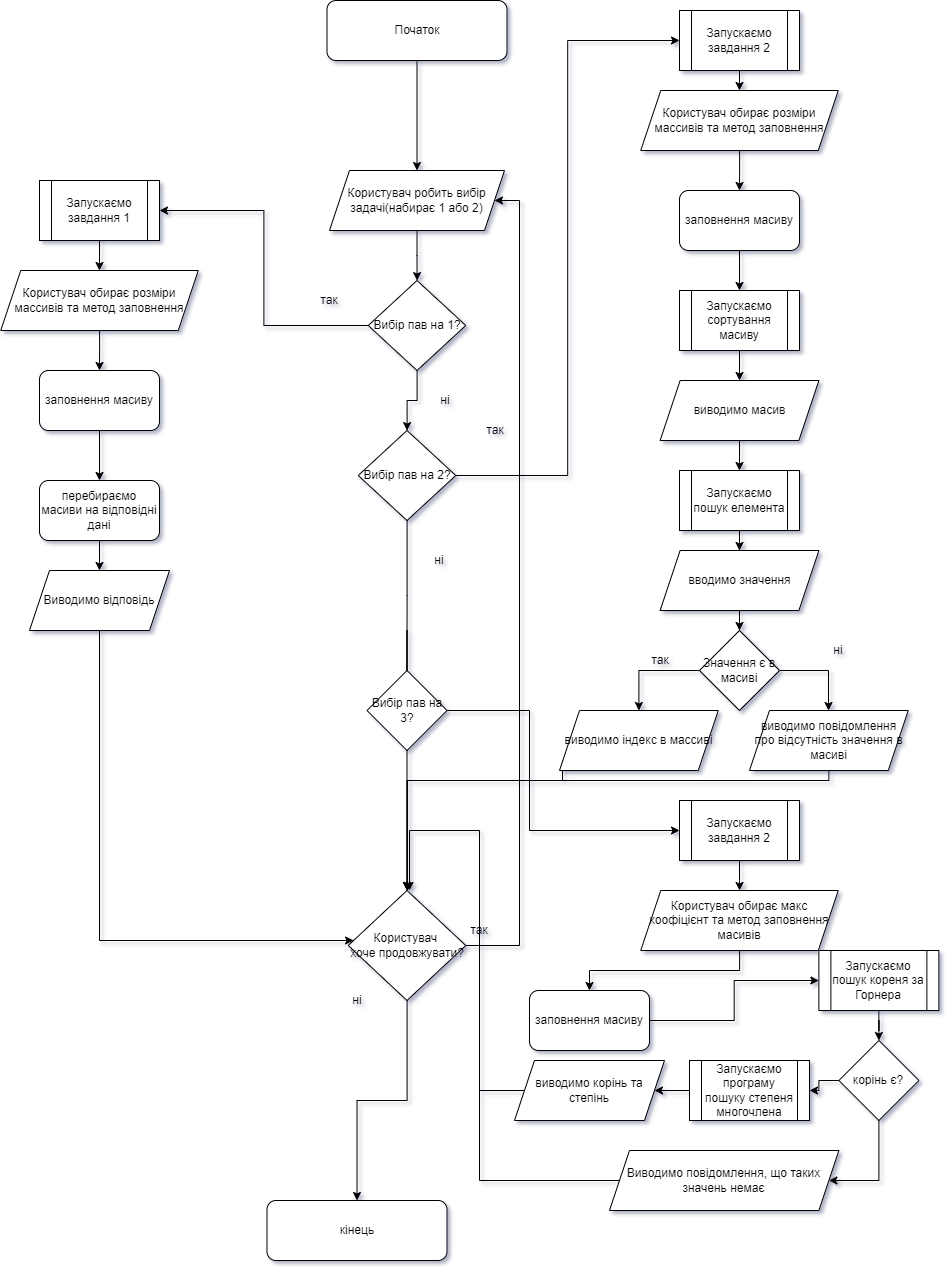 Початок
Запускаємо
завдання 2
Користувач обирає розміри
массивів та метод заповнення
Користувач робить вибір
задачі(набирає 1 або 2)
Запускаємо
завдання 1
заповнення масиву
Користувач обирає розміри
массивів та метод заповнення
так
Вибір пав на 1?
Запускаємо
сортування
масиву
заповнення масиву
ні
виводимо масив
так
Вибір пав на 2?
перебираємо
масиви на відповідні
дані
Запускаємо
пошук елемента
ні
Виводимо відповідь
вводимо значення
так
Значення є в
масиві
ні
Вибір пав на
3?
виводимо індекс в массиві
виводимо повідомлення
про відсутність значення в
масиві
Запускаємо
завдання 2
Користувач обирає макс
коофіцієнт та метод заповнення
масивів
так
Користувач
хоче продовжувати?
ні
Запускаємо
пошук кореня за
Горнера
заповнення масиву
корінь є?
Запускаємо
програму
пошуку степеня
многочлена
виводимо корінь та
степінь
Виводимо повідомлення, що таких
значень немає
кінець